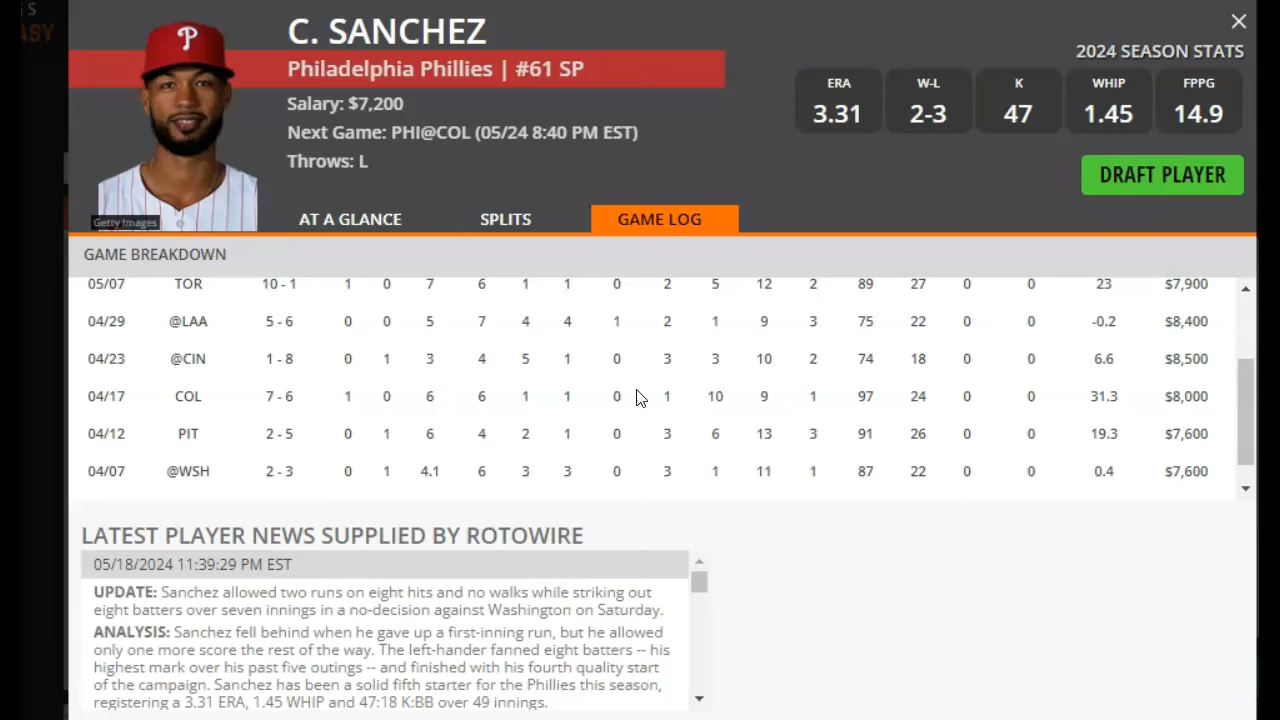 S
ASY
C. SANCHEZ
Philadelphia Phillies | #61 SP
Salary: $7,200
Next Game: PHI@COL (05/24 8:40 PM EST)
Throws: L
Getty Images
2024 SEASON STATS
ERA W-L K WHIP FPPG
3.31 2-3 47 1.45 14.9
DRAFT PLAYER
AT A GLANCE SPLITS GAME LOG
GAME BREAKDOWN
05/07 TOR 10 - 1 1 0 7 6 1 1 0 2 5 12 2 89 27 0 0 23 $7,900
04/29 @LAA 5 - 6 0 0 5 7 4 4 1 2 1 9 3 75 22 0 0 -0.2 $8,400
04/23 @CIN 1 - 8 0 1 3 4 5 1 0 3 3 10 2 74 18 0 0 6.6 $8,500
04/17 COL 7 - 6 1 0 6 6 1 1 0 1 10 9 1 97 24 0 0 31.3 $8,000
04/12 PIT 2 - 5 0 1 6 4 2 1 0 3 6 13 3 91 26 0 0 19.3 $7,600
04/07 @WSH 2 - 3 0 1 4.1 6 3 3 0 3 1 11 1 87 22 0 0 0.4 $7,600
LATEST PLAYER NEWS SUPPLIED BY ROTOWIRE
05/18/2024 11:39:29 PM EST
UPDATE: Sanchez allowed two runs on eight hits and no walks while striking out
eight batters over seven innings in a no-decision against Washington on Saturday.
ANALYSIS: Sanchez fell behind when he gave up a first-inning run, but he allowed
only one more score the rest of the way. The left-hander fanned eight batters -- his
highest mark over his past five outings -- and finished with his fourth quality start
of the campaign. Sanchez has been a solid fifth starter for the Phillies this season,
registering a 3.31 ERA, 1.45 WHIP and 47:18 K:BB over 49 innings.